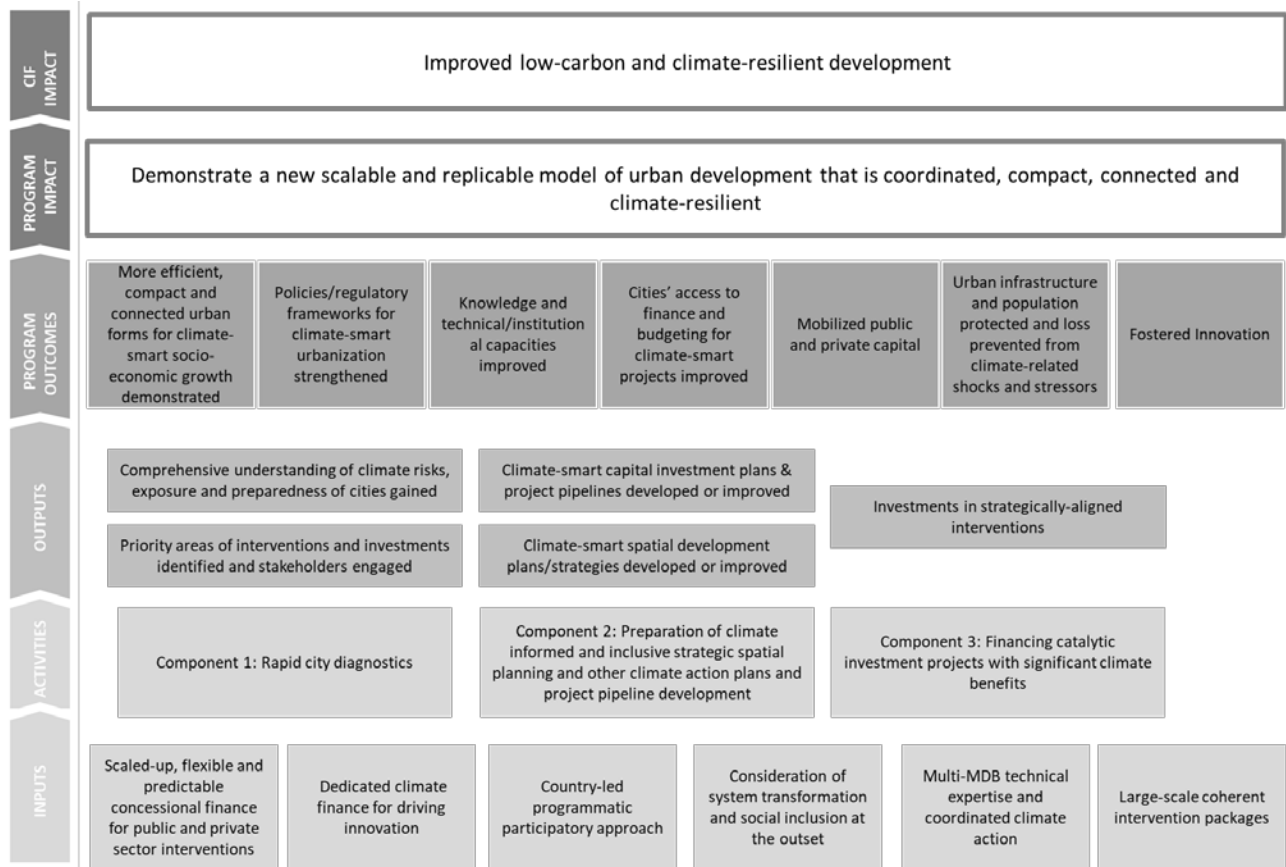 CIF
IMPACT
Improved low-carbon and climate-resilient development
PROGRAM
IMPACT
Demonstrate a new scalable and replicable model of urban development that is coordinated, compact, connected and
climate-resilient
PROGRAM
OUTCOMES
More efficient,
compact and
connected urban
forms for climate-
smart socio-
economic growth
demonstrated
Policies/regulatory
frameworks for
climate-smart
urbanization
strengthened
Knowledge and
technical/institution
al capacities
improved
Cities’ access to
finance and
budgeting for
climate-smart
projects improved
Mobilized public
and private capital
Urban infrastructure
and population
protected and loss
prevented from
climate-related
shocks and stressors
Fostered Innovation
OUTPUTS
Comprehensive understanding of climate risks,
exposure and preparedness of cities gained
Priority areas of interventions and investments
identified and stakeholders engaged
Climate-smart capital investment plans &
project pipelines developed or improved
Climate-smart spatial development
plans/strategies developed or improved
Investments in strategically-aligned
interventions
ACTIVITIES
Component 1: Rapid city diagnostics
Component 2: Preparation of climate
informed and inclusive strategic spatial
planning and other climate action plans and
project pipeline development
Component 3: Financing catalytic
investment projects with significant climate
benefits
INPUTS
Scaled-up, flexible and
predictable
concessional finance
for public and private
sector interventions
Dedicated climate
finance for driving
innovation
Country-led
programmatic
participatory approach
Consideration of
system transformation
and social inclusion at
the outset
Multi-MDB technical
expertise and
coordinated climate
action
Large-scale coherent
intervention packages